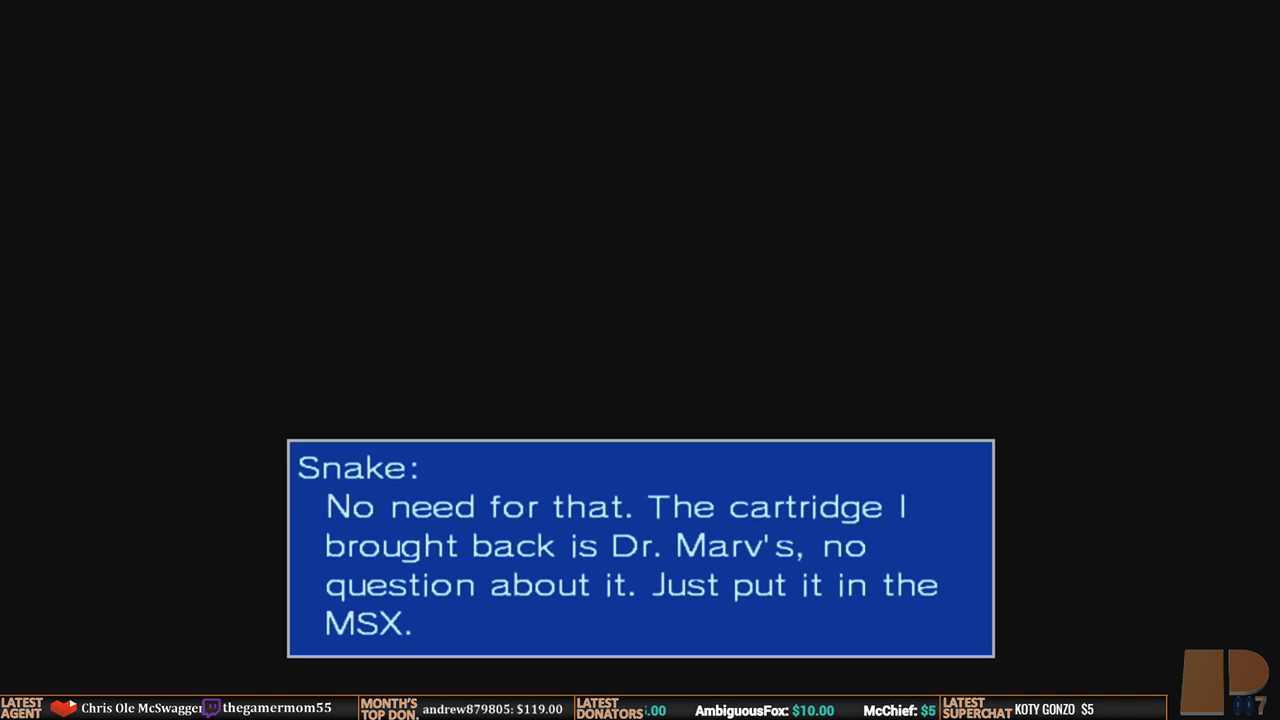 Snake:
No need for that. The cartridge I
brought back is Dr. Marv's, no
question about it. Just put it in the
MSX.
LATEST AGENT
Chris Ole McSwagger
thegamermom55
MONTH'S TOP DON.
andrew879805: $119.00
LATEST DONATORS
.00
AmbiguousFox: $10.00
McChief: $5
LATEST SUPERCHAT
KOTY GONZO $5
7